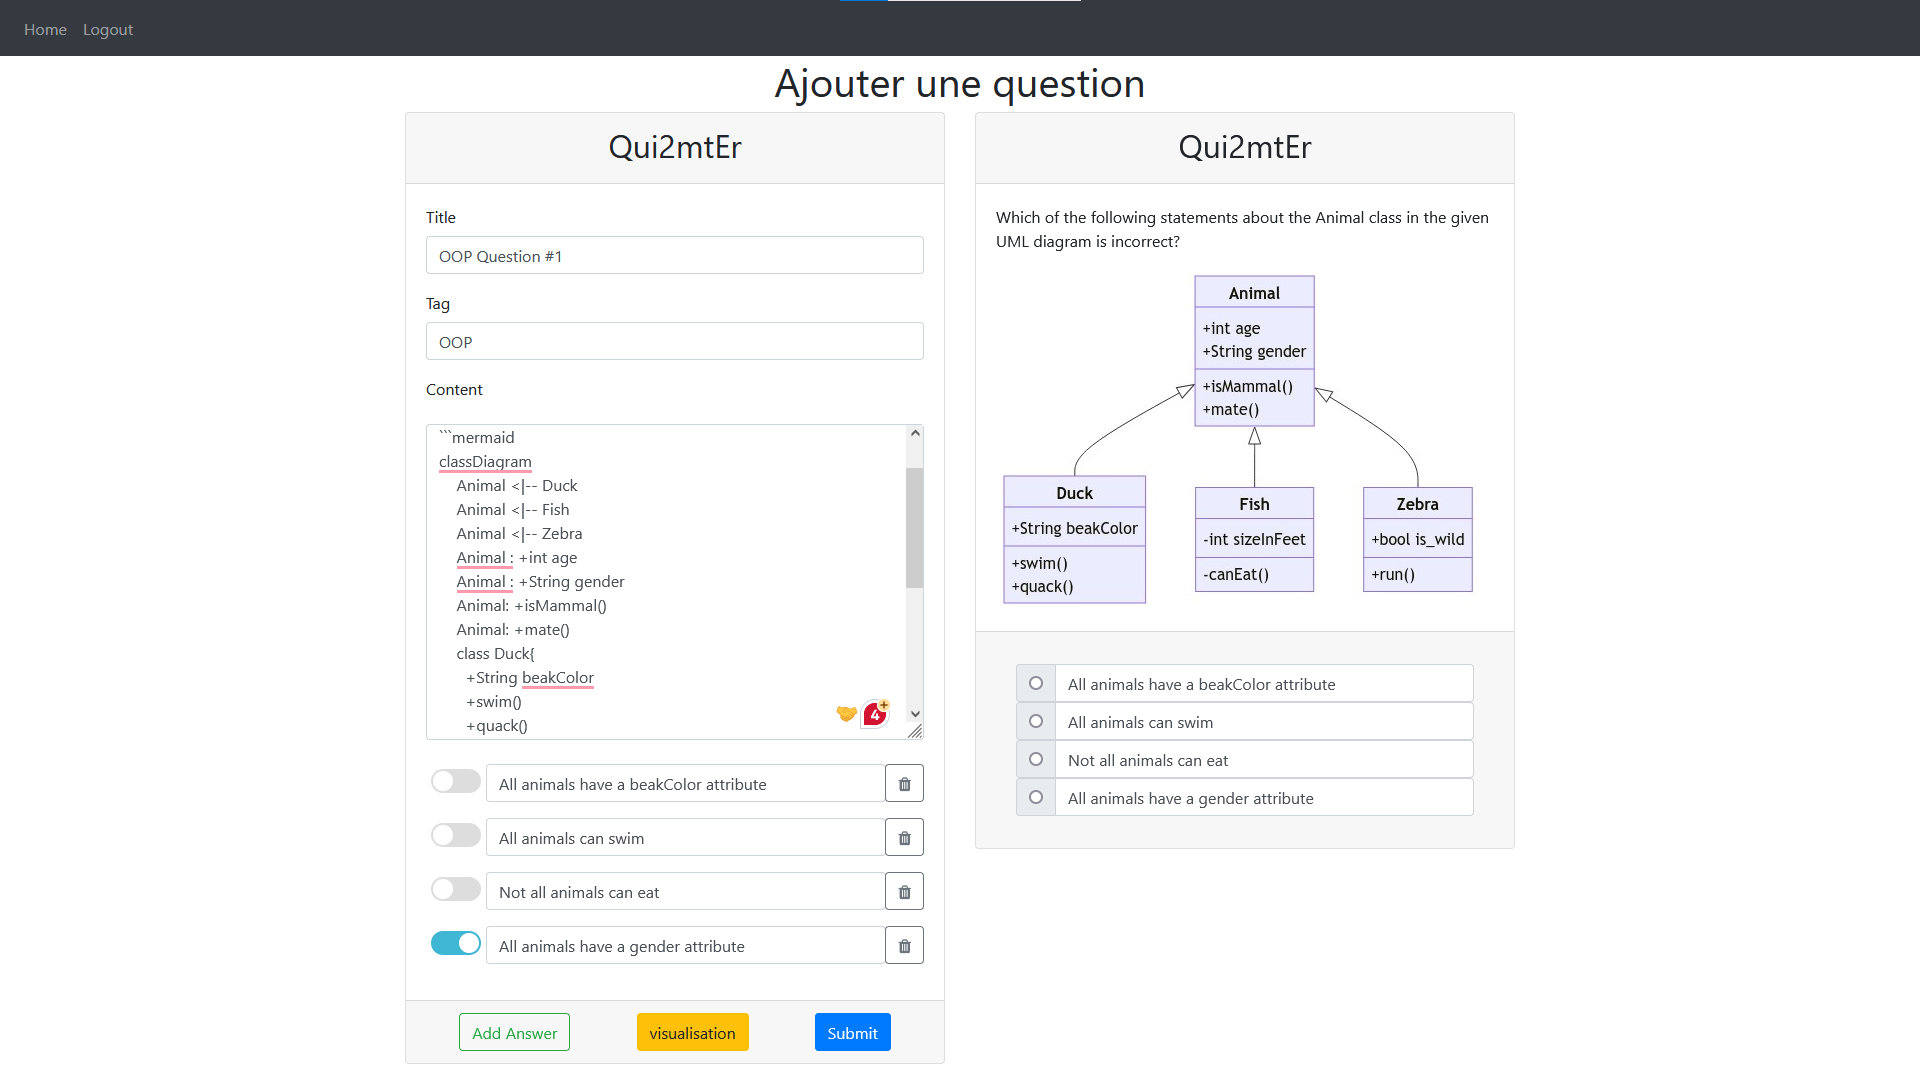 Home Logout
Ajouter une question
Qui2mtEr
Title
OOP Question #1
Tag
OOP
Content
```mermaid
classDiagram
Animal <|-- Duck
Animal <|-- Fish
Animal <|-- Zebra
Animal : +int age
Animal : +String gender
Animal: +isMammal()
Animal: +mate()
class Duck{
+String beakColor
+swim()
+quack()
4
All animals have a beakColor attribute
All animals can swim
Not all animals can eat
All animals have a gender attribute
Add Answer visualisation Submit
Qui2mtEr
Which of the following statements about the Animal class in the given
UML diagram is incorrect?
Animal
+int age
+String gender
+isMammal()
+mate()
Duck
+String beakColor
+swim()
+quack()
Fish
-int sizeInFeet
-canEat()
Zebra
+bool is_wild
+run()
All animals have a beakColor attribute
All animals can swim
Not all animals can eat
All animals have a gender attribute